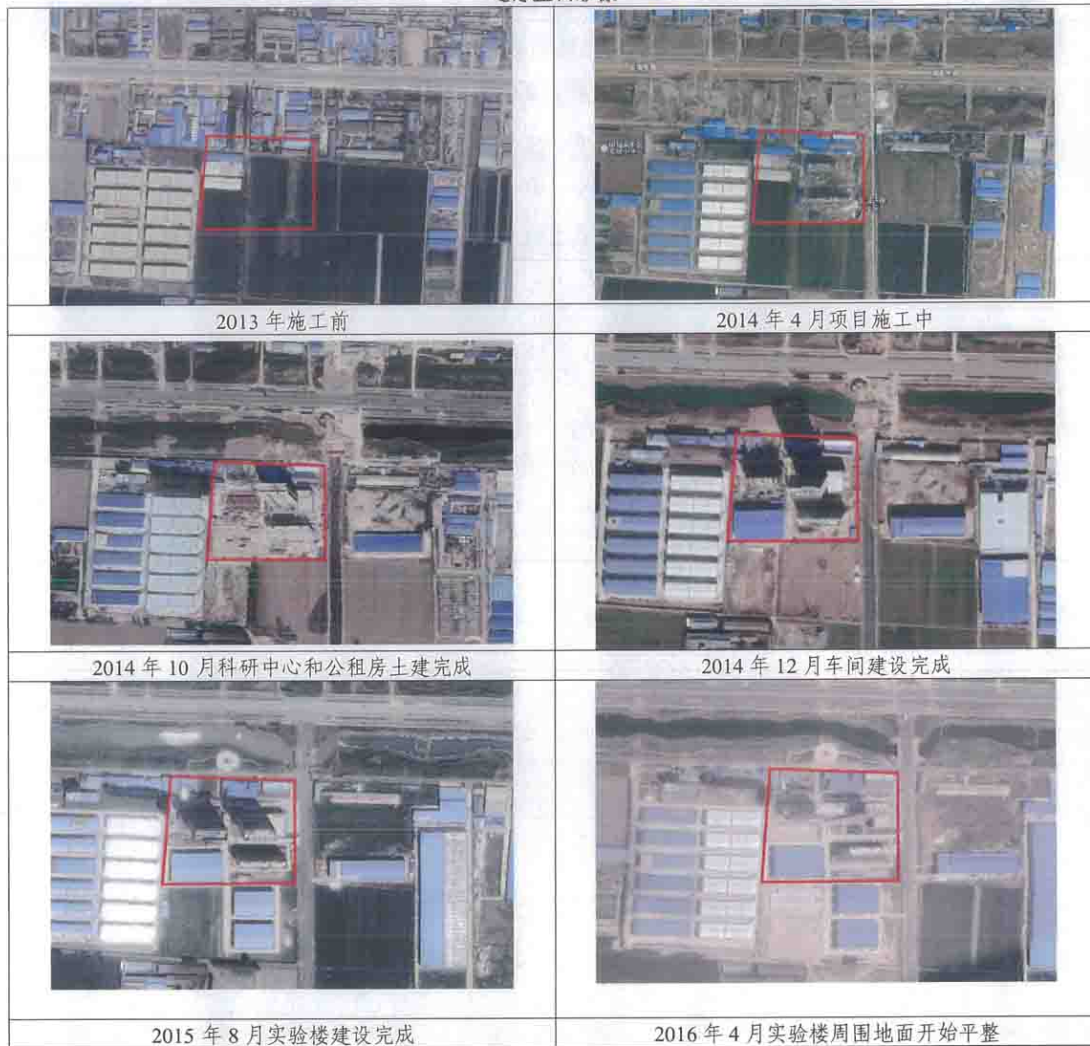 2013 年施工前
2014 年 4 月项目施工中
2014 年 10 月科研中心和公租房土建完成
2014 年 12 月车间建设完成
2015 年 8 月实验楼建设完成
2016 年 4 月实验楼周围地面开始平整